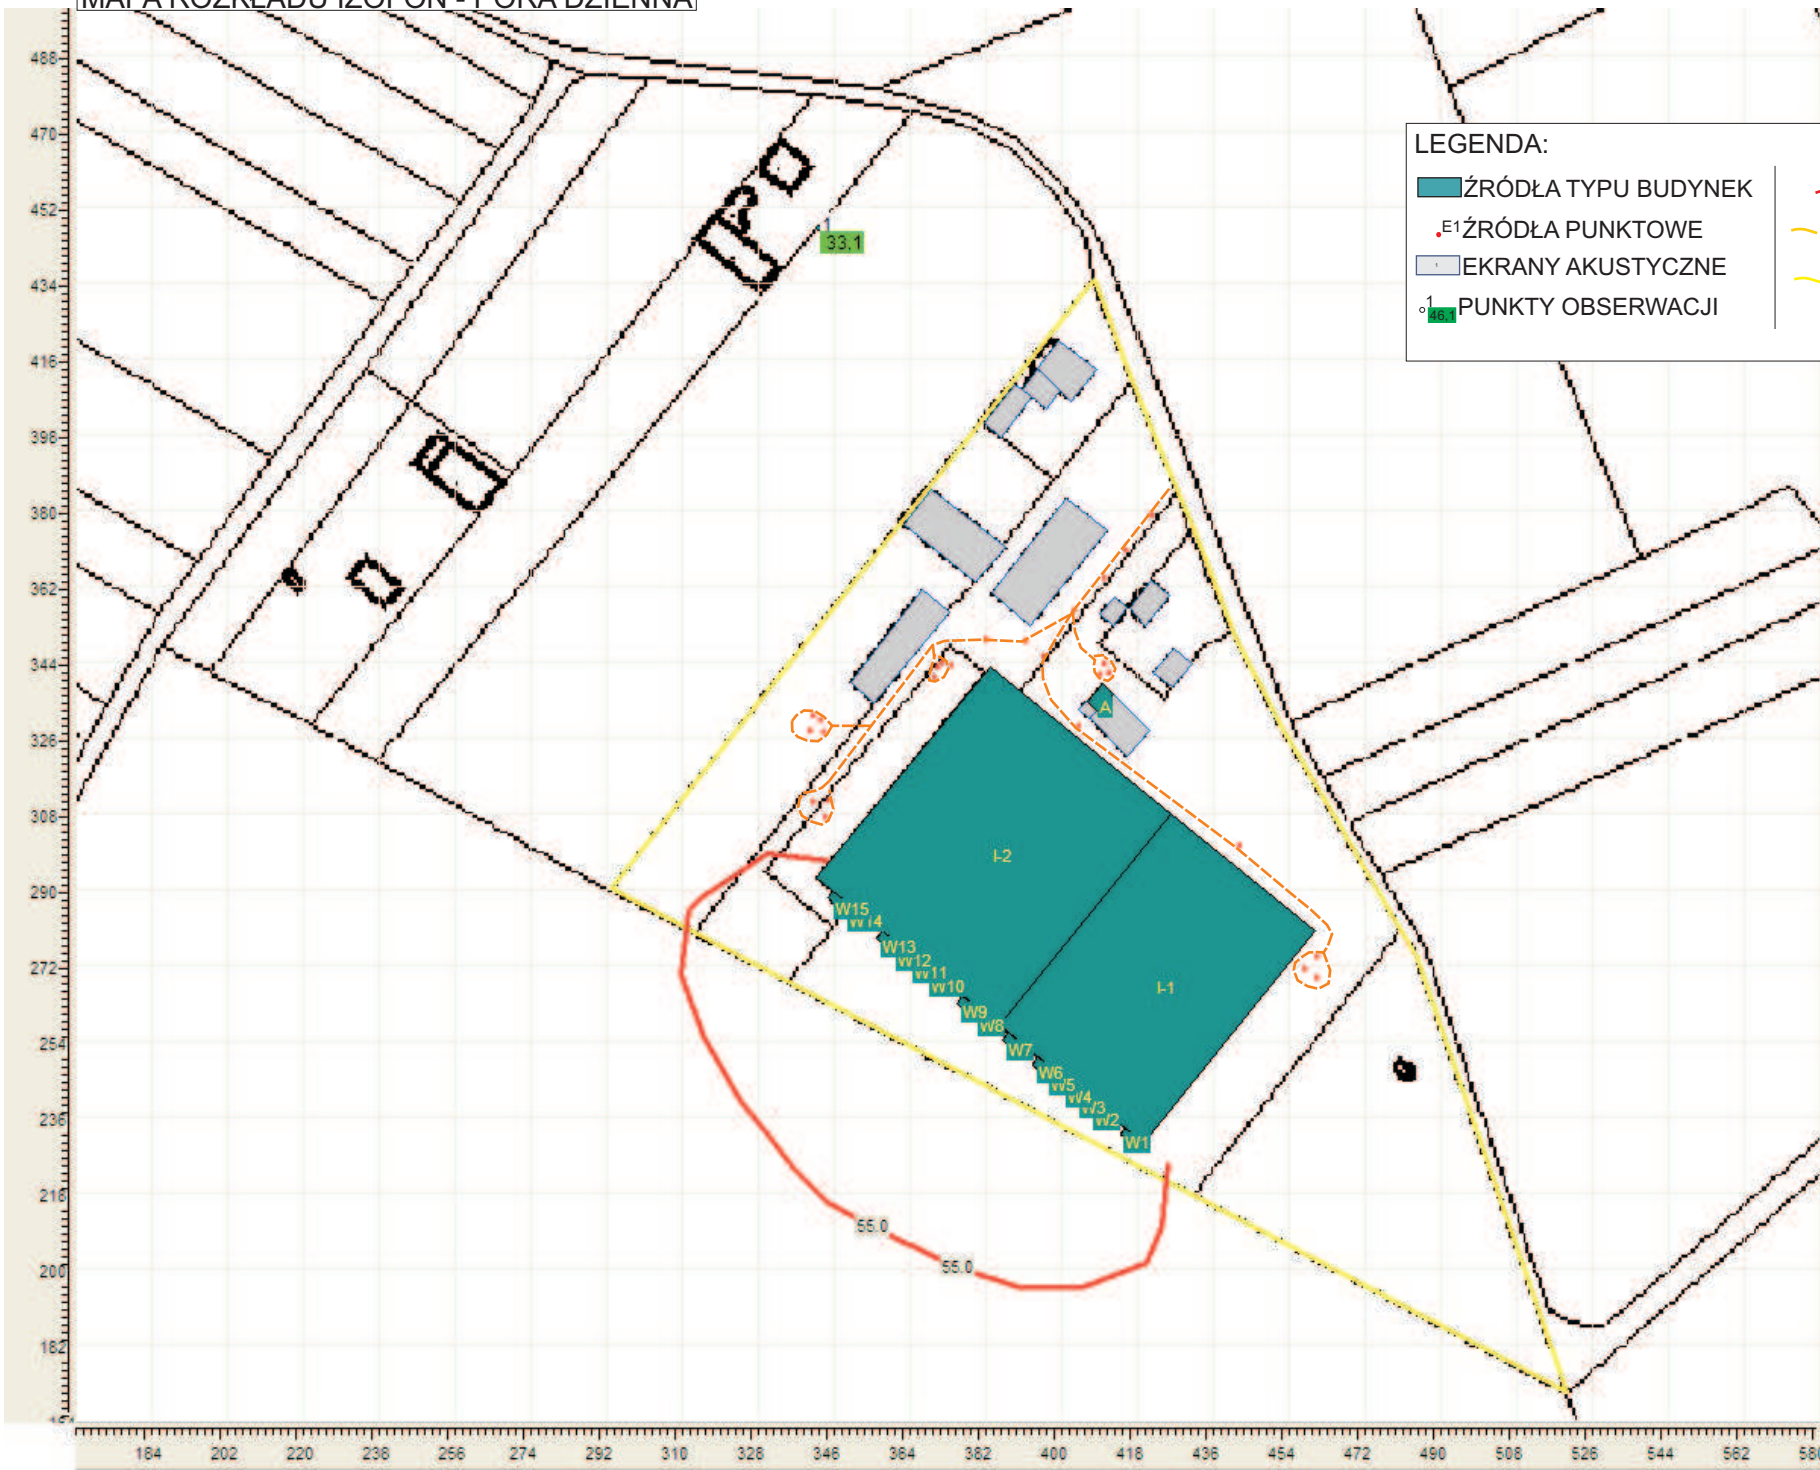 MAPA ROZKŁADU IZOFON - PORA DZIENNA
488
470
452
434
416
398
380
362
344
326
308
290
272
254
236
218
200
182
LEGENDA:
ŹRÓDŁA TYPU BUDYNEK
E1 ŹRÓDŁA PUNKTOWE
EKRANY AKUSTYCZNE
1 46,1 PUNKTY OBSERWACJI
1
33.1
A
I-2
I-1
W15
W14
W13
W12
W11
W10
W9
W8
W7
W6
W5
W4
W3
W2
W1
55.0
55.0
184 202 220 238 256 274 292 310 328 346 364 382 400 418 436 454 472 490 508 526 544 562